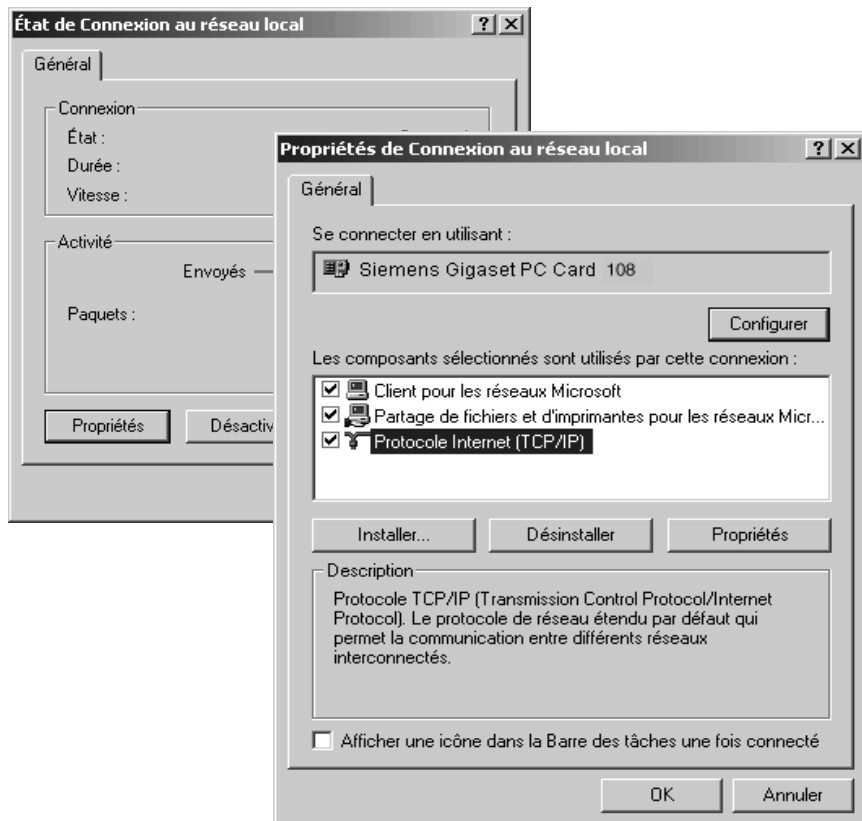 État de Connexion au réseau local
Général
Connexion
État :
Durée :
Vitesse :
Activité
Envoyés
Paquets :
Propriétés
Propriétés de Connexion au réseau local
Général
Se connecter en utilisant :
Siemens Gigaset PC Card 108
Configurer
Les composants sélectionnés sont utilisés par cette connexion :
Client pour les réseaux Microsoft
Partage de fichiers et d'imprimantes pour les réseaux Micr...
Protocole Internet (TCP/IP)
Installer... Désinstaller Propriétés
Description
Protocole TCP/IP (Transmission Control Protocol/Internet
Protocol). Le protocole de réseau étendu par défaut qui
permet la communication entre différents réseaux
interconnectés.
Afficher une icône dans la Barre des tâches une fois connecté
OK Annuler